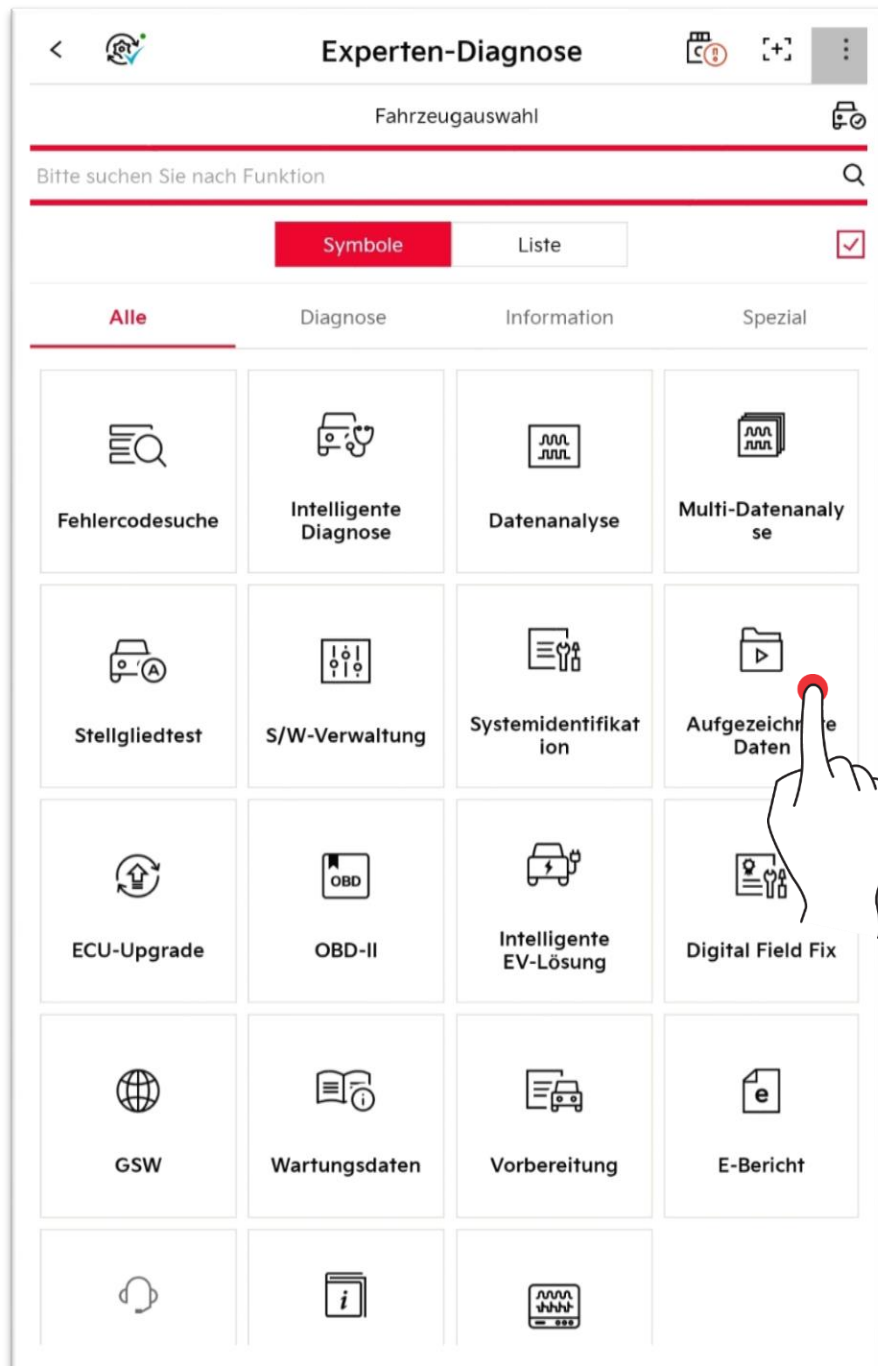 Experten-Diagnose
Fahrzeugauswahl
Bitte suchen Sie nach Funktion
Symbole Liste
Alle Diagnose Information Spezial
Fehlercodesuche
Intelligente
Diagnose
Datenanalyse
Multi-Datenanaly
se
Stellgliedtest
S/W-Verwaltung
Systemidentifikat
ion
Daten
ECU-Upgrade
OBD
OBD-II
Intelligente
EV-Lösung
Digital Field Fix
GSW
Wartungsdaten
Vorbereitung
e
E-Bericht
i